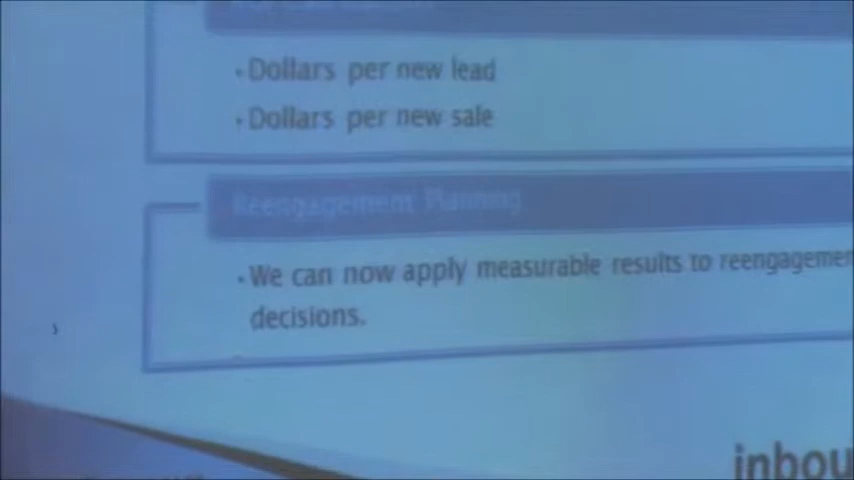 • Dollars per new lead
• Dollars per new sale
Reengagement Planning
• We can now apply measurable results to reengagemen
decisions.
inbou